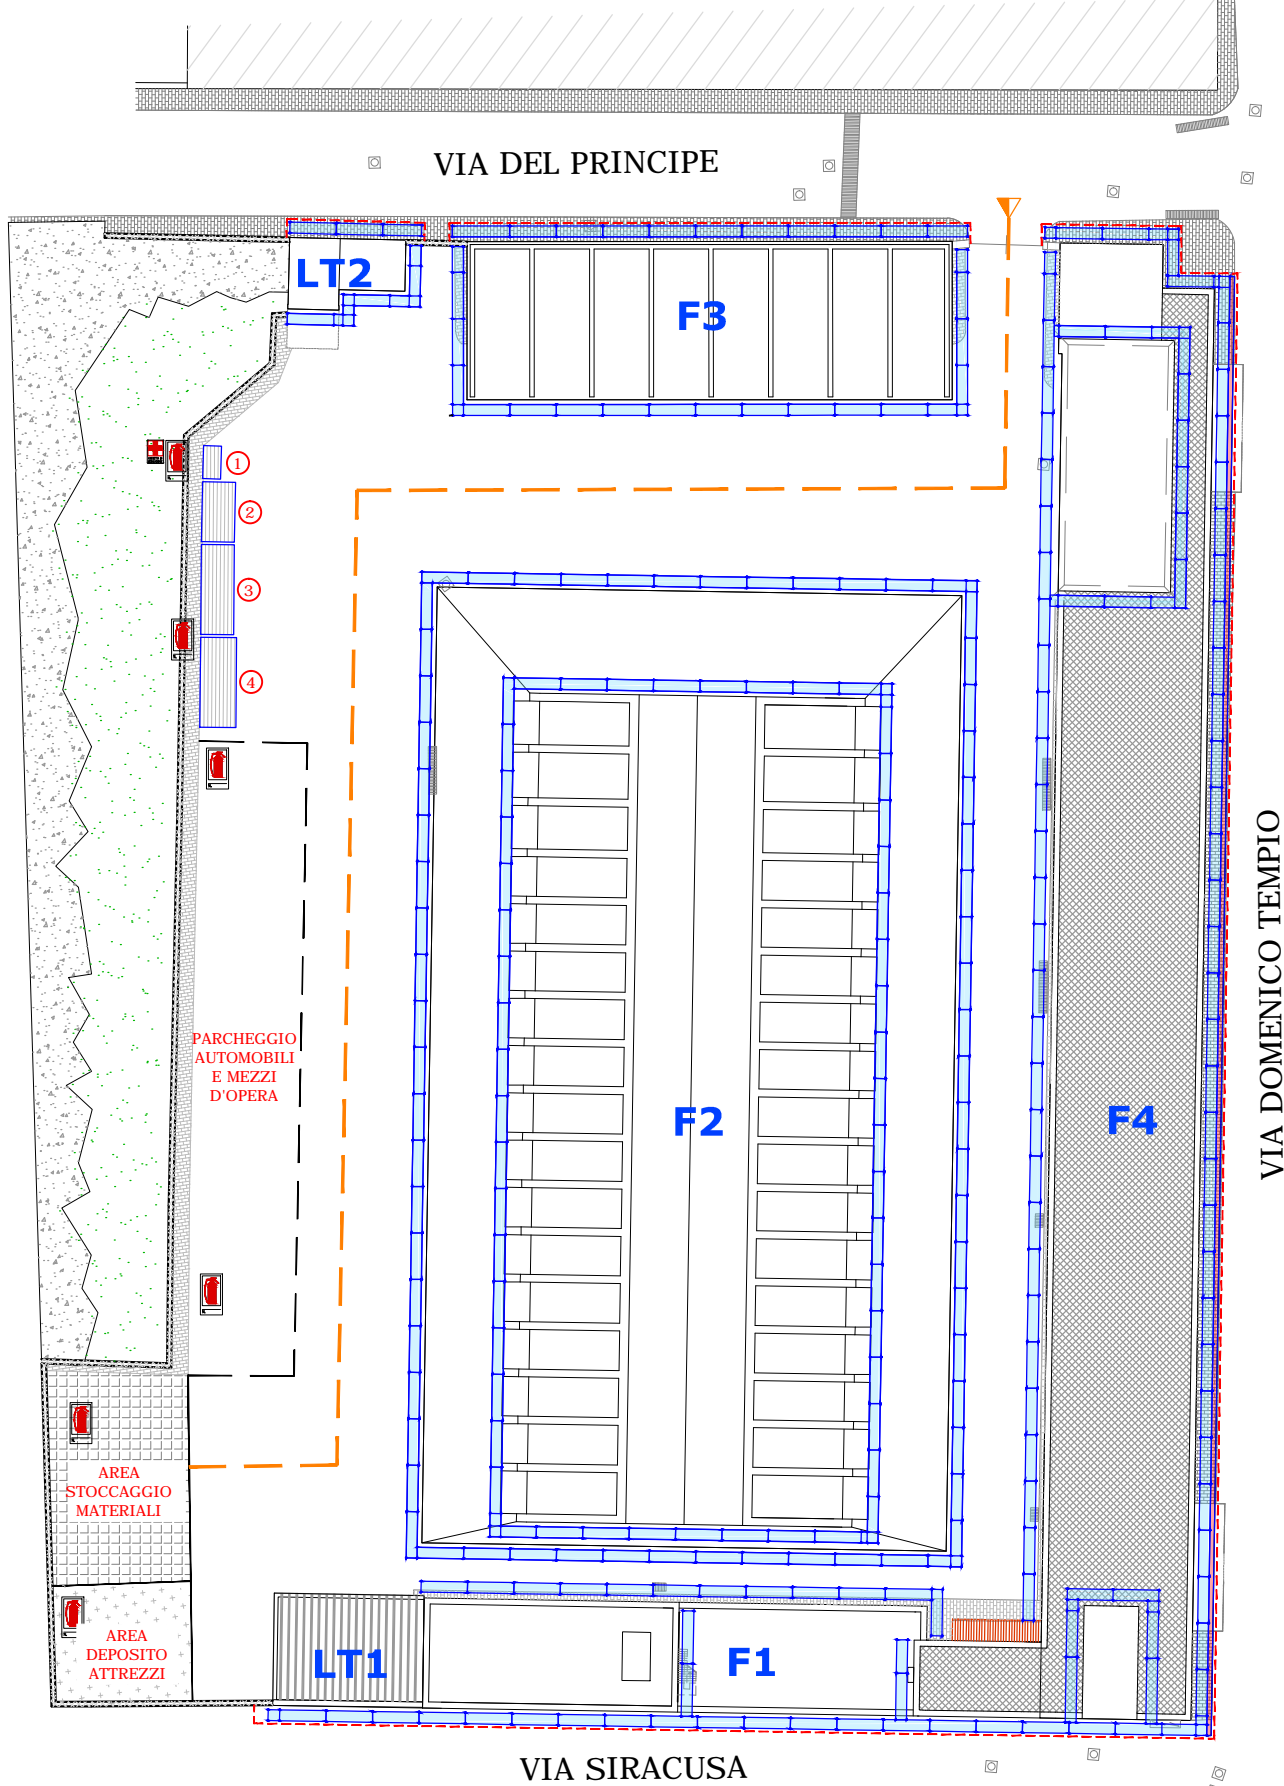 VIA DEL PRINCIPE
LT2
F3
1
2
3
4
PARCHEGGIO
AUTOMOBILI
E MEZZI
D'OPERA
F2
F4
VIA DOMENICO TEMPIO
AREA
STOCCAGGIO
MATERIALI
AREA
DEPOSITO
ATTREZZI
LT1
F1
VIA SIRACUSA